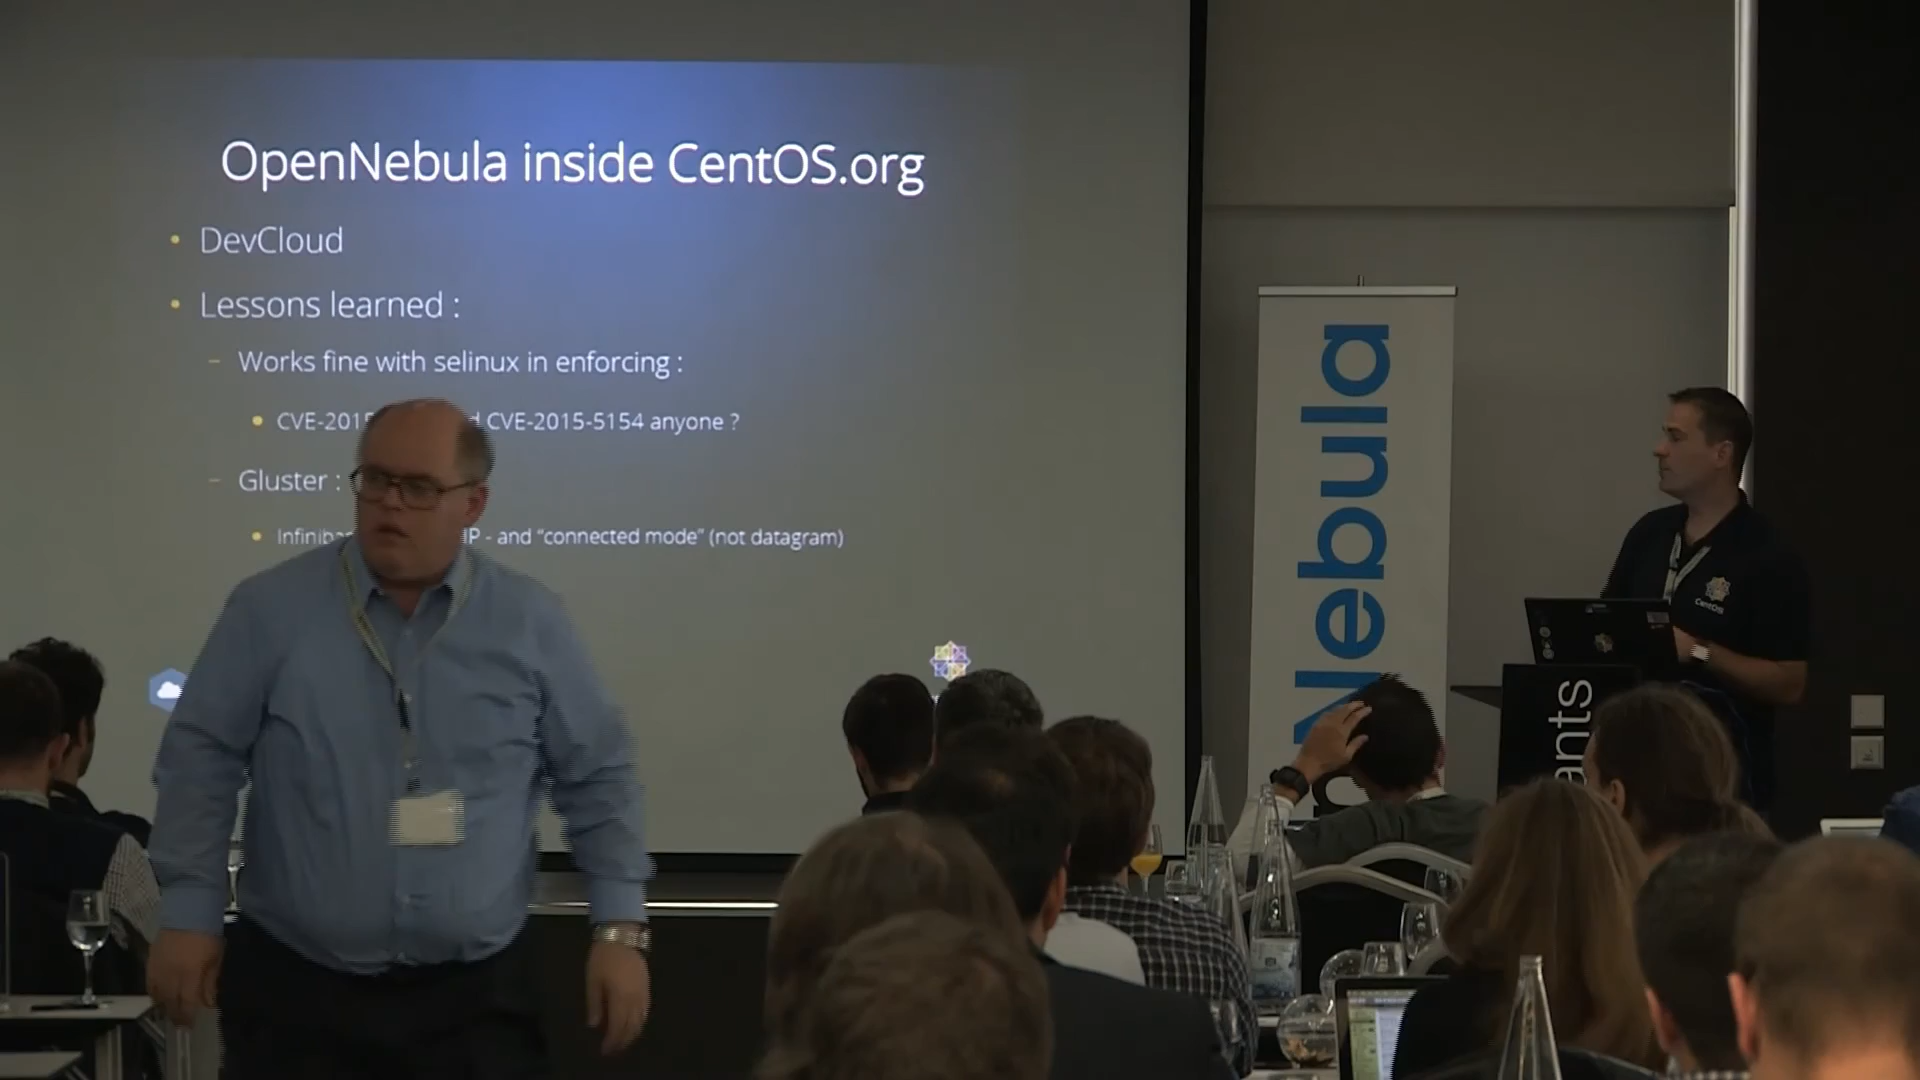 OpenNebula inside CentOS.org
DevCloud
Lessons learned :
Works fine with selinux in enforcing :
CVE-2015-5154 anyone ?
Gluster :
- and “connected mode” (not datagram)
Nebula
CentOS